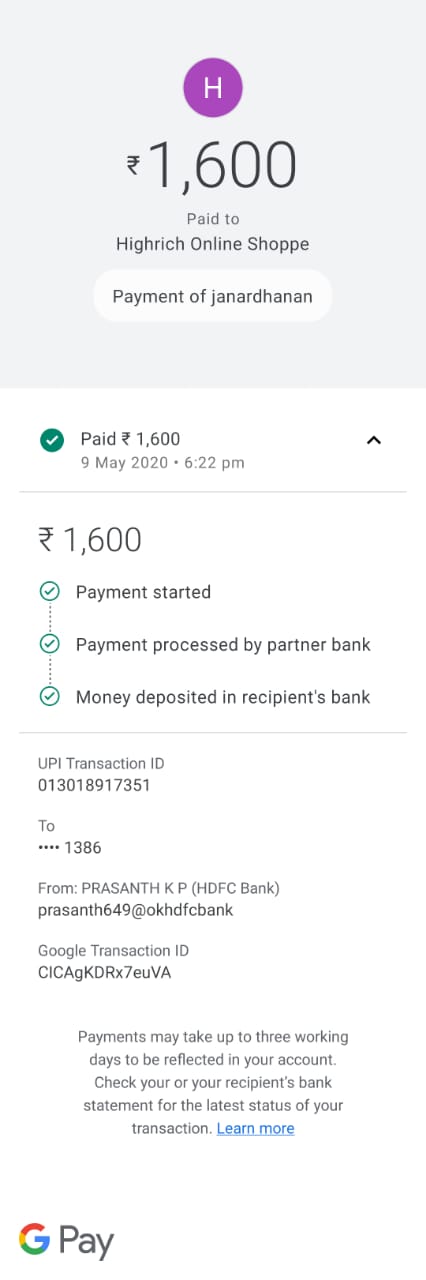 H
₹1,600
Paid to
Highrich Online Shoppe
Payment of janardhanan
Paid ₹ 1,600
9 May 2020 • 6:22 pm
₹ 1,600
Payment started
Payment processed by partner bank
Money deposited in recipient's bank
UPI Transaction ID
013018917351
To
•••• 1386
From: PRASANTH K P (HDFC Bank)
prasanth649@okhdfcbank
Google Transaction ID
CICAgKDRx7euVA
Payments may take up to three working
days to be reflected in your account.
Check your or your recipient's bank
statement for the latest status of your
transaction. Learn more
G Pay